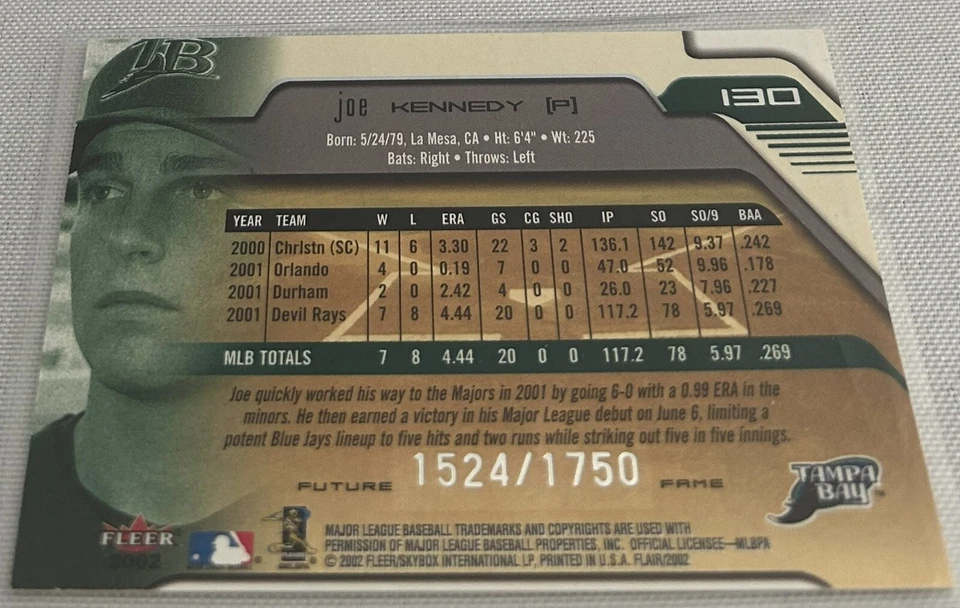 TB
130
joe KENNEDY [P]
Born: 5/24/79, La Mesa, CA • Ht: 6'4" • Wt: 225
Bats: Right • Throws: Left
YEAR TEAM W L ERA GS CG SHO IP SO SO/9 BAA
2000 Chrlstn (SC) 11 6 3.30 22 3 2 136.1 142 9.37 .242
2001 Orlando 4 0 0.19 7 0 0 47.0 52 9.96 .178
2001 Durham 2 0 2.42 4 0 0 26.0 23 7.96 .227
2001 Devil Rays 7 8 4.44 20 0 0 117.2 78 5.97 .269
MLB TOTALS 7 8 4.44 20 0 0 117.2 78 5.97 .269
Joe quickly worked his way to the Majors in 2001 by going 6-0 with a 0.99 ERA in the
minors. He then earned a victory in his Major League debut on June 6, limiting a
potent Blue Jays lineup to five hits and two runs while striking out five in five innings.
1524/1750
FUTURE FAME
TAMPA
BAY™
FLEER
2002
MAJOR LEAGUE BASEBALL TRADEMARKS AND COPYRIGHTS ARE USED WITH
PERMISSION OF MAJOR LEAGUE BASEBALL PROPERTIES, INC. OFFICIAL LICENSEE—MLBPA
© 2002 FLEER/SKYBOX INTERNATIONAL LP, PRINTED IN U.S.A. FLAIR/2002